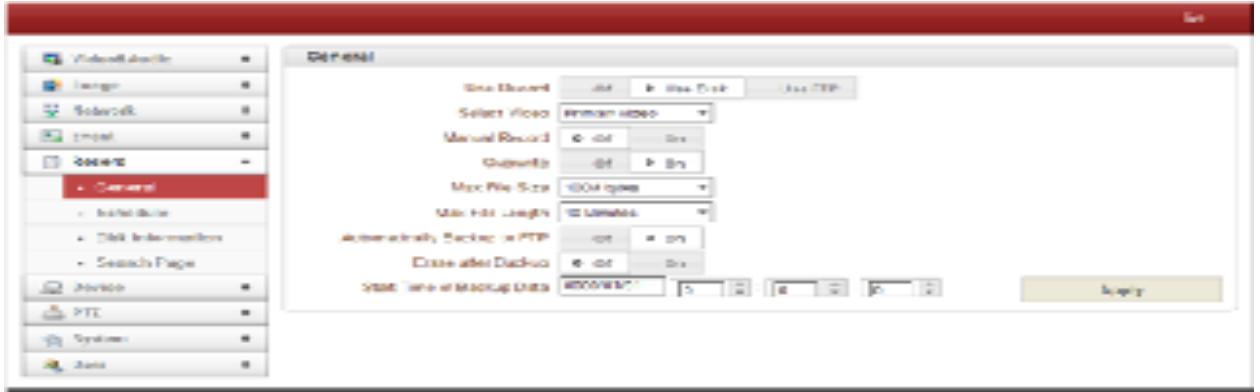 Video&Audio
General
Image
Network
Event
Record
General
Schedule
Disk Information
Search Page
Device
PTZ
System
Use Record Off Use Disk Use FTP
Select Video Primary Video
Manual Record Off On
Overwrite Off On
Max File Size 100Mbytes
Max File Length 10 Minutes
Automatically Backup to FTP Off On
Erase after Backup Off On
Start Time of Backup Data
Apply